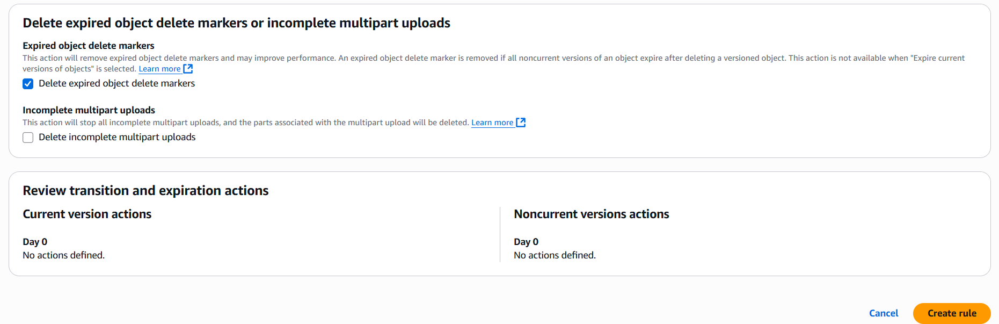 Delete expired object delete markers or incomplete multipart uploads
Expired object delete markers
This action will remove expired object delete markers and may improve performance. An expired object delete marker is removed if all noncurrent versions of an object expire after deleting a versioned object. This action is not available when "Expire current
versions of objects" is selected. Learn more
Delete expired object delete markers
Incomplete multipart uploads
This action will stop all incomplete multipart uploads, and the parts associated with the multipart upload will be deleted. Learn more
Delete incomplete multipart uploads
Review transition and expiration actions
Current version actions
Day 0
No actions defined.
Noncurrent versions actions
Day 0
No actions defined.
Cancel
Create rule